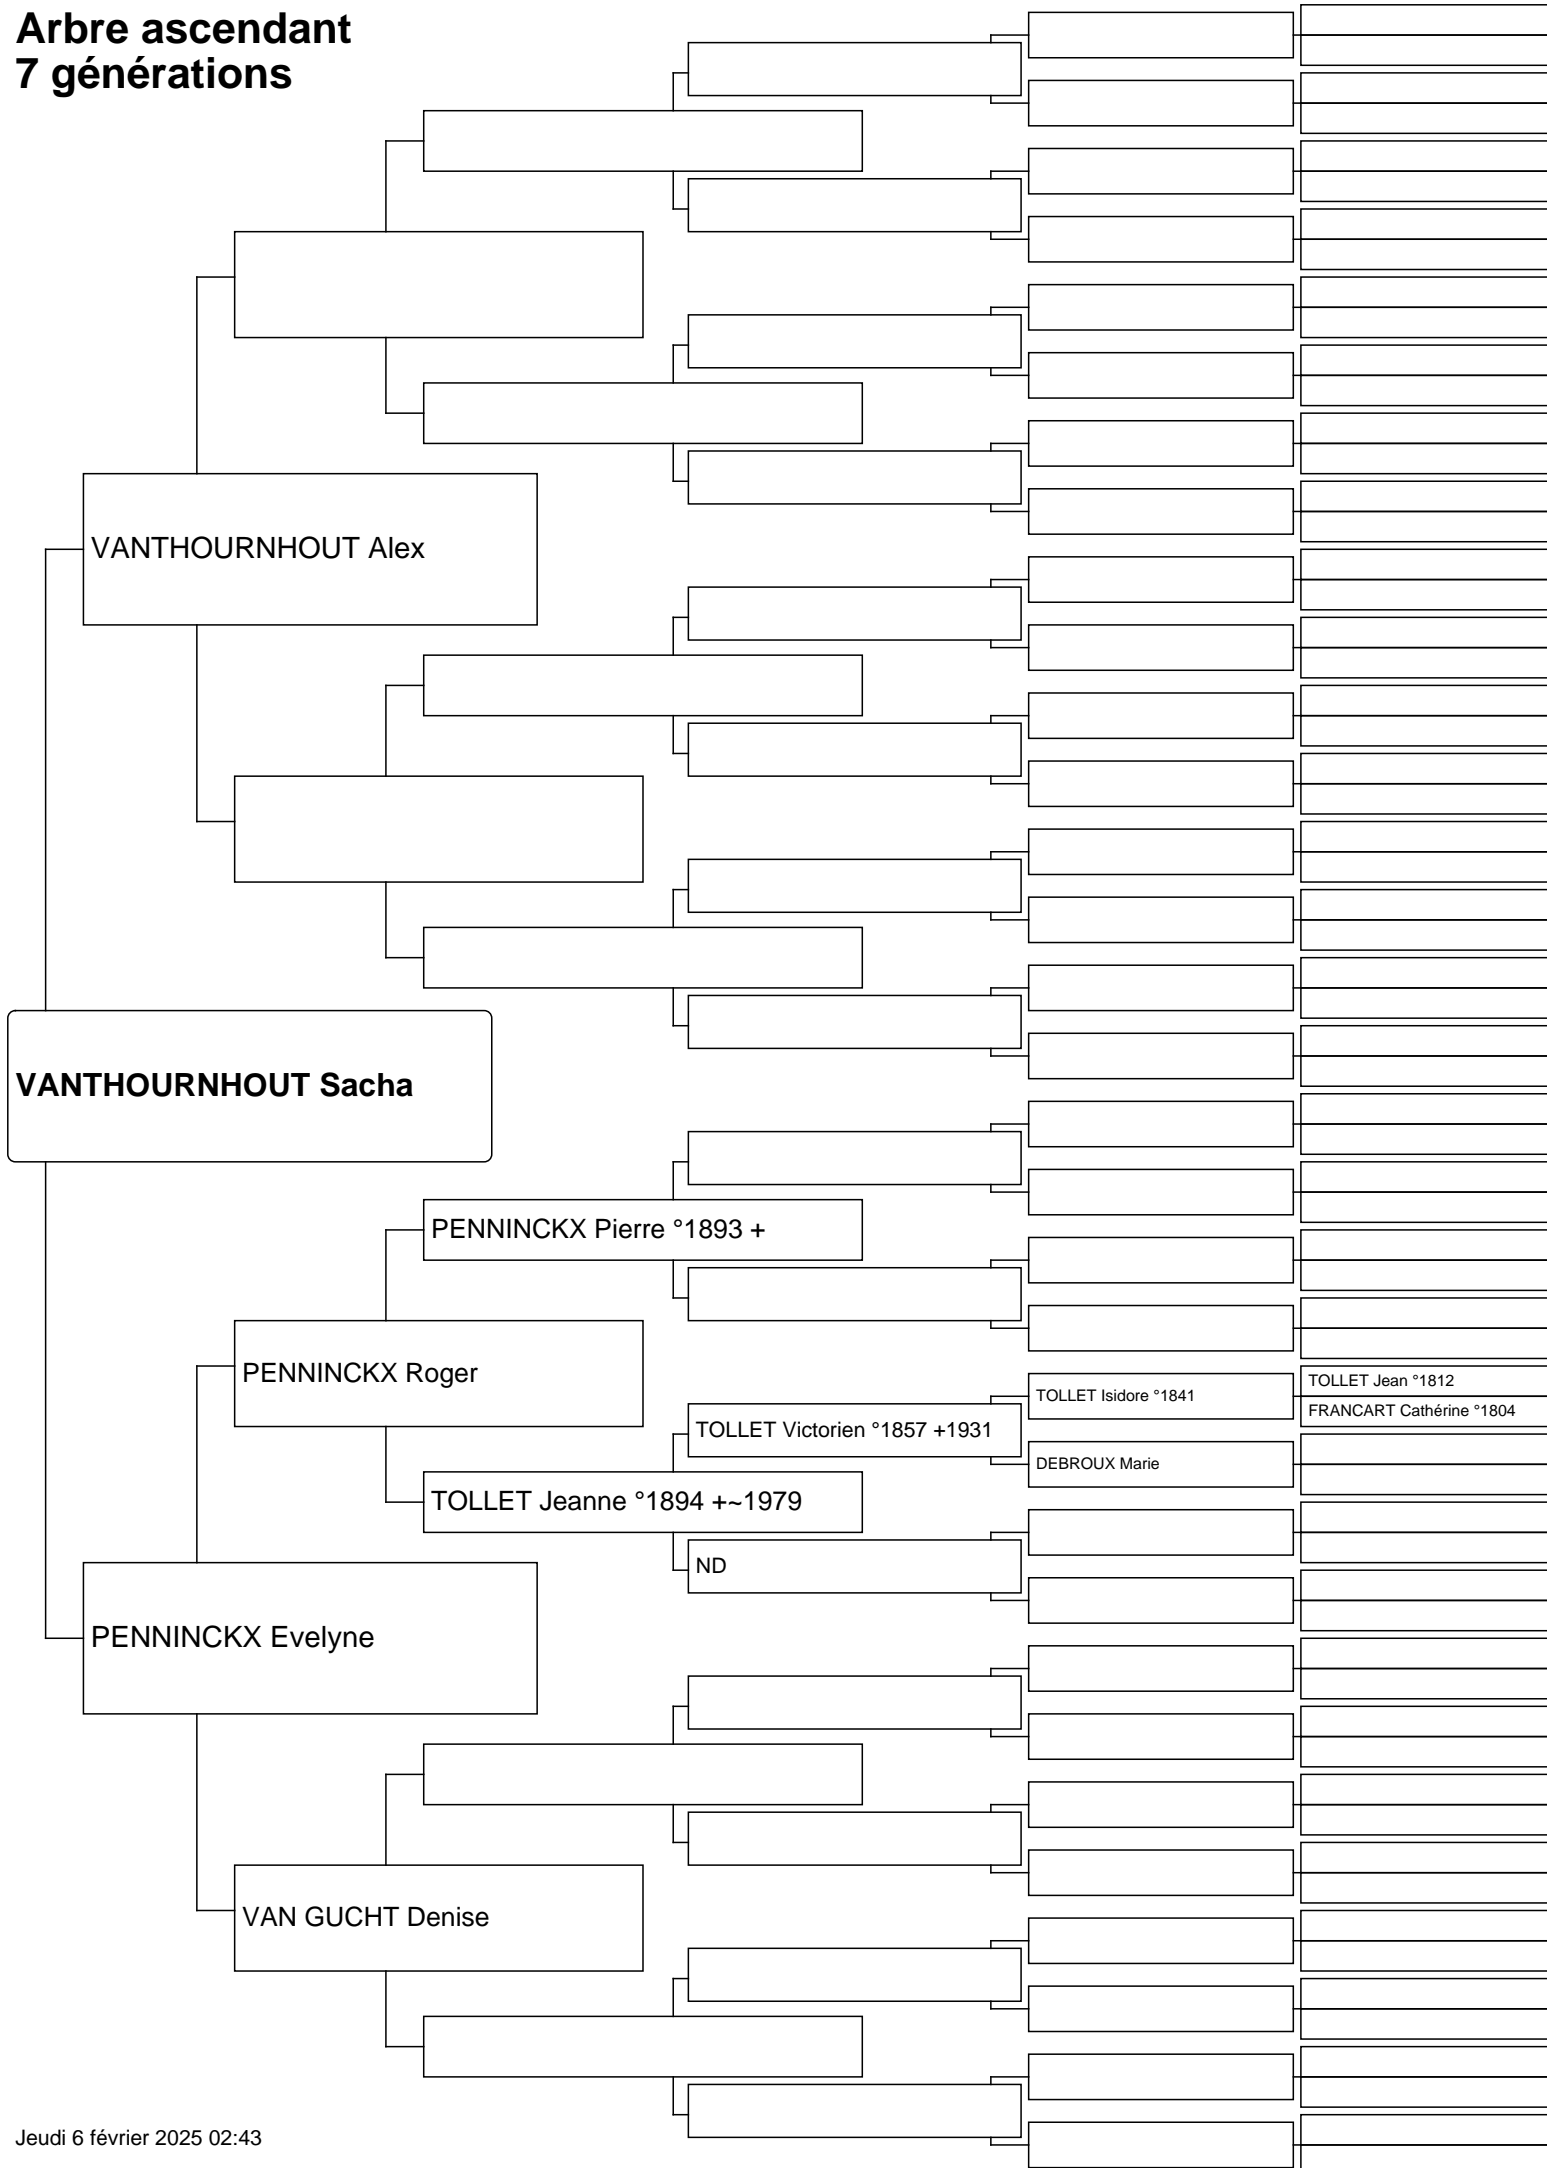 Arbre ascendant
7 générations
VANTHOURNHOUT Alex
VANTHOURNHOUT Sacha
PENNINCKX Pierre °1893 +
PENNINCKX Roger
TOLLET Jean °1812
TOLLET Isidore °1841
FRANCART Cathérine °1804
TOLLET Victorien °1857 +1931
DEBROUX Marie
TOLLET Jeanne °1894 +~1979
ND
PENNINCKX Evelyne
VAN GUCHT Denise
Jeudi 6 février 2025 02:43